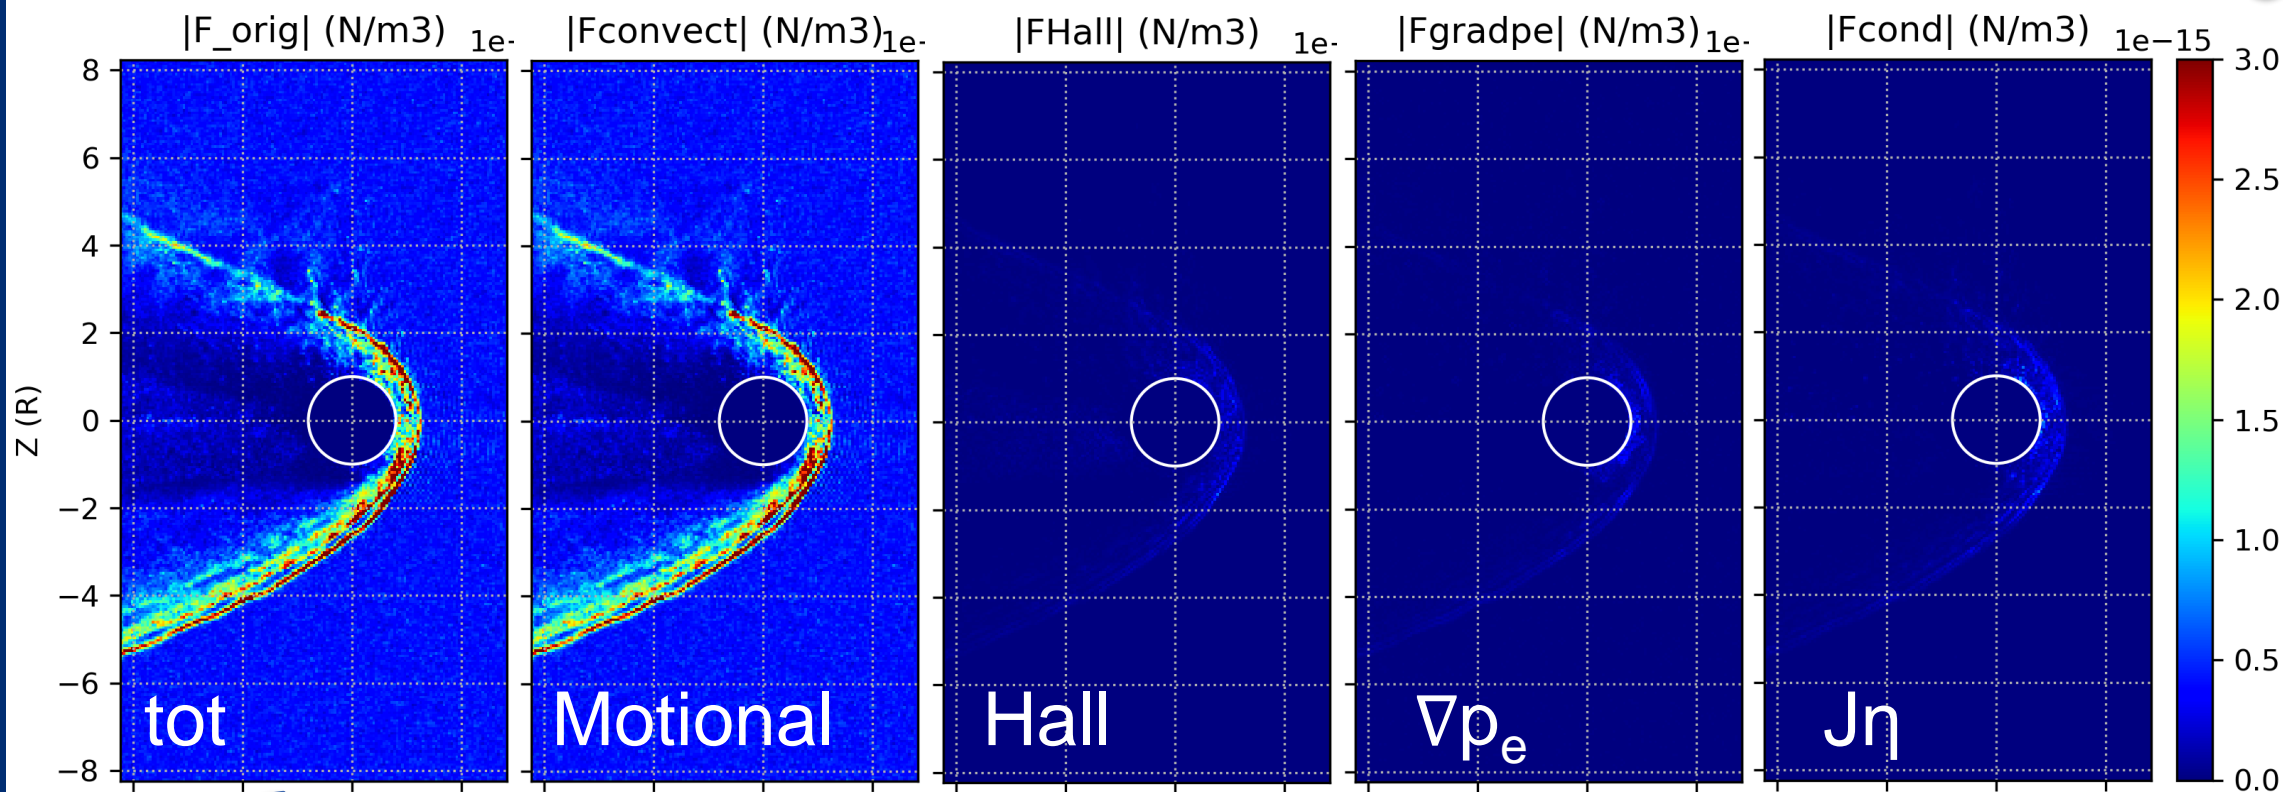 |F_orig| (N/m3) 1e-
|Fconvect| (N/m3) 1e-
|FHall| (N/m3) 1e-
|Fgradpe| (N/m3) 1e-
|Fcond| (N/m3) 1e−15
8
6
4
2
0
−2
−4
−6
−8
Z (R)
tot
Motional
Hall
∇pₑ
Jη
3.0
2.5
2.0
1.5
1.0
0.5
0.0